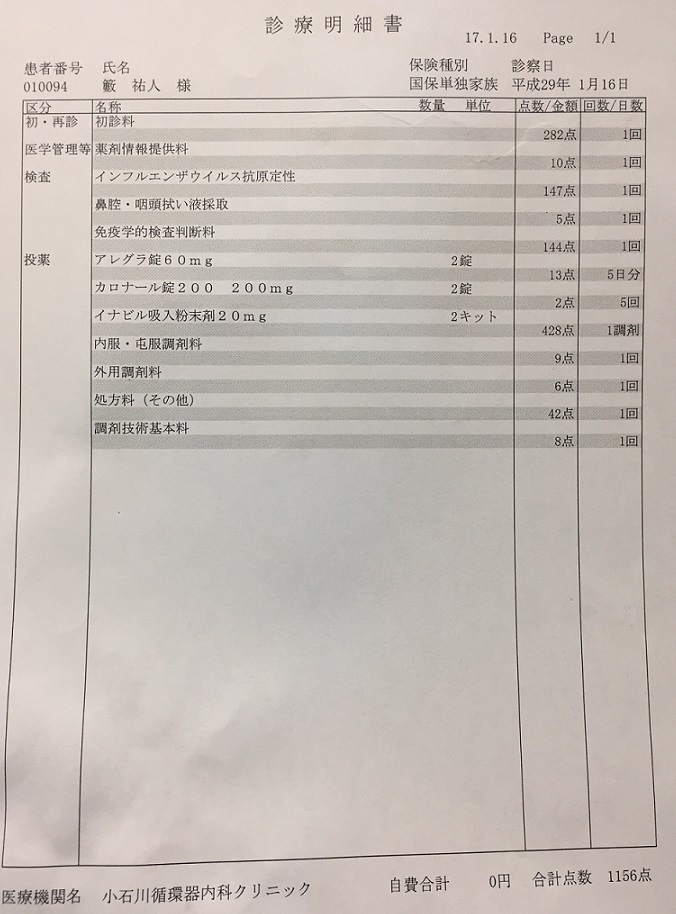 診療明細書
17.1.16 Page 1/1
患者番号 氏名 保険種別 診察日
010094 籔 祐人 様 国保単独家族 平成29年 1月16日
区分 名称 数量 単位 点数/金額 回数/日数
初・再診 初診料
282点 1回
医学管理等 薬剤情報提供料
10点 1回
検査 インフルエンザウイルス抗原定性
147点 1回
鼻腔・咽頭拭い液採取
5点 1回
免疫学的検査判断料
144点 1回
投薬 アレグラ錠60mg 2錠
13点 5日分
カロナール錠200 200mg 2錠
2点 5回
イナビル吸入粉末剤20mg 2キット
428点 1調剤
内服・屯服調剤料
9点 1回
外用調剤料
6点 1回
処方料(その他)
42点 1回
調剤技術基本料
8点 1回
医療機関名 小石川循環器内科クリニック 自費合計 0円 合計点数 1156点